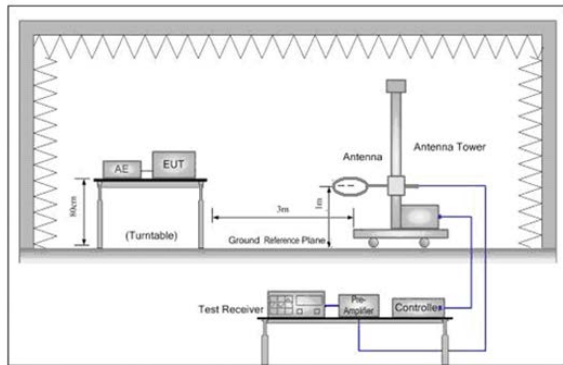 AE
EUT
80cm
(Turntable)
Antenna
Antenna Tower
1m
3m
Ground Reference Plane
Test Receiver
Pre-
Amplifier
Controller